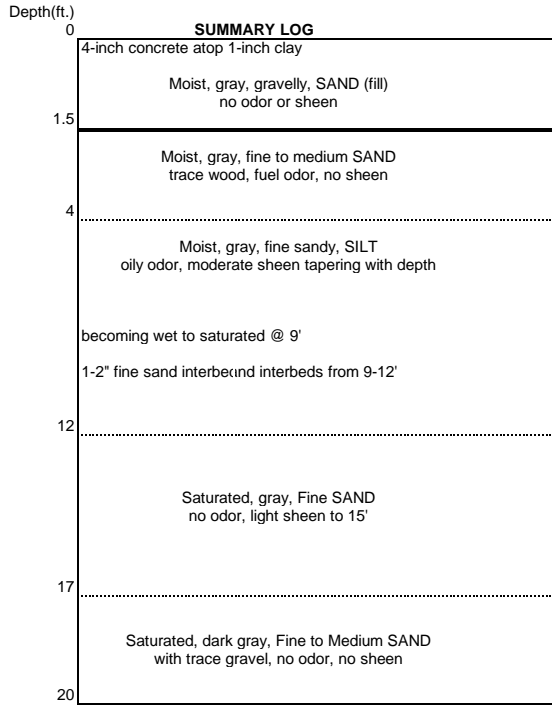 Depth(ft.)
0 SUMMARY LOG
4-inch concrete atop 1-inch clay
Moist, gray, gravelly, SAND (fill)
no odor or sheen
1.5
Moist, gray, fine to medium SAND
trace wood, fuel odor, no sheen
4
Moist, gray, fine sandy, SILT
oily odor, moderate sheen tapering with depth
becoming wet to saturated @ 9'
1-2" fine sand interbeds from 9-12'
12
Saturated, gray, Fine SAND
no odor, light sheen to 15'
17
Saturated, dark gray, Fine to Medium SAND
with trace gravel, no odor, no sheen
20